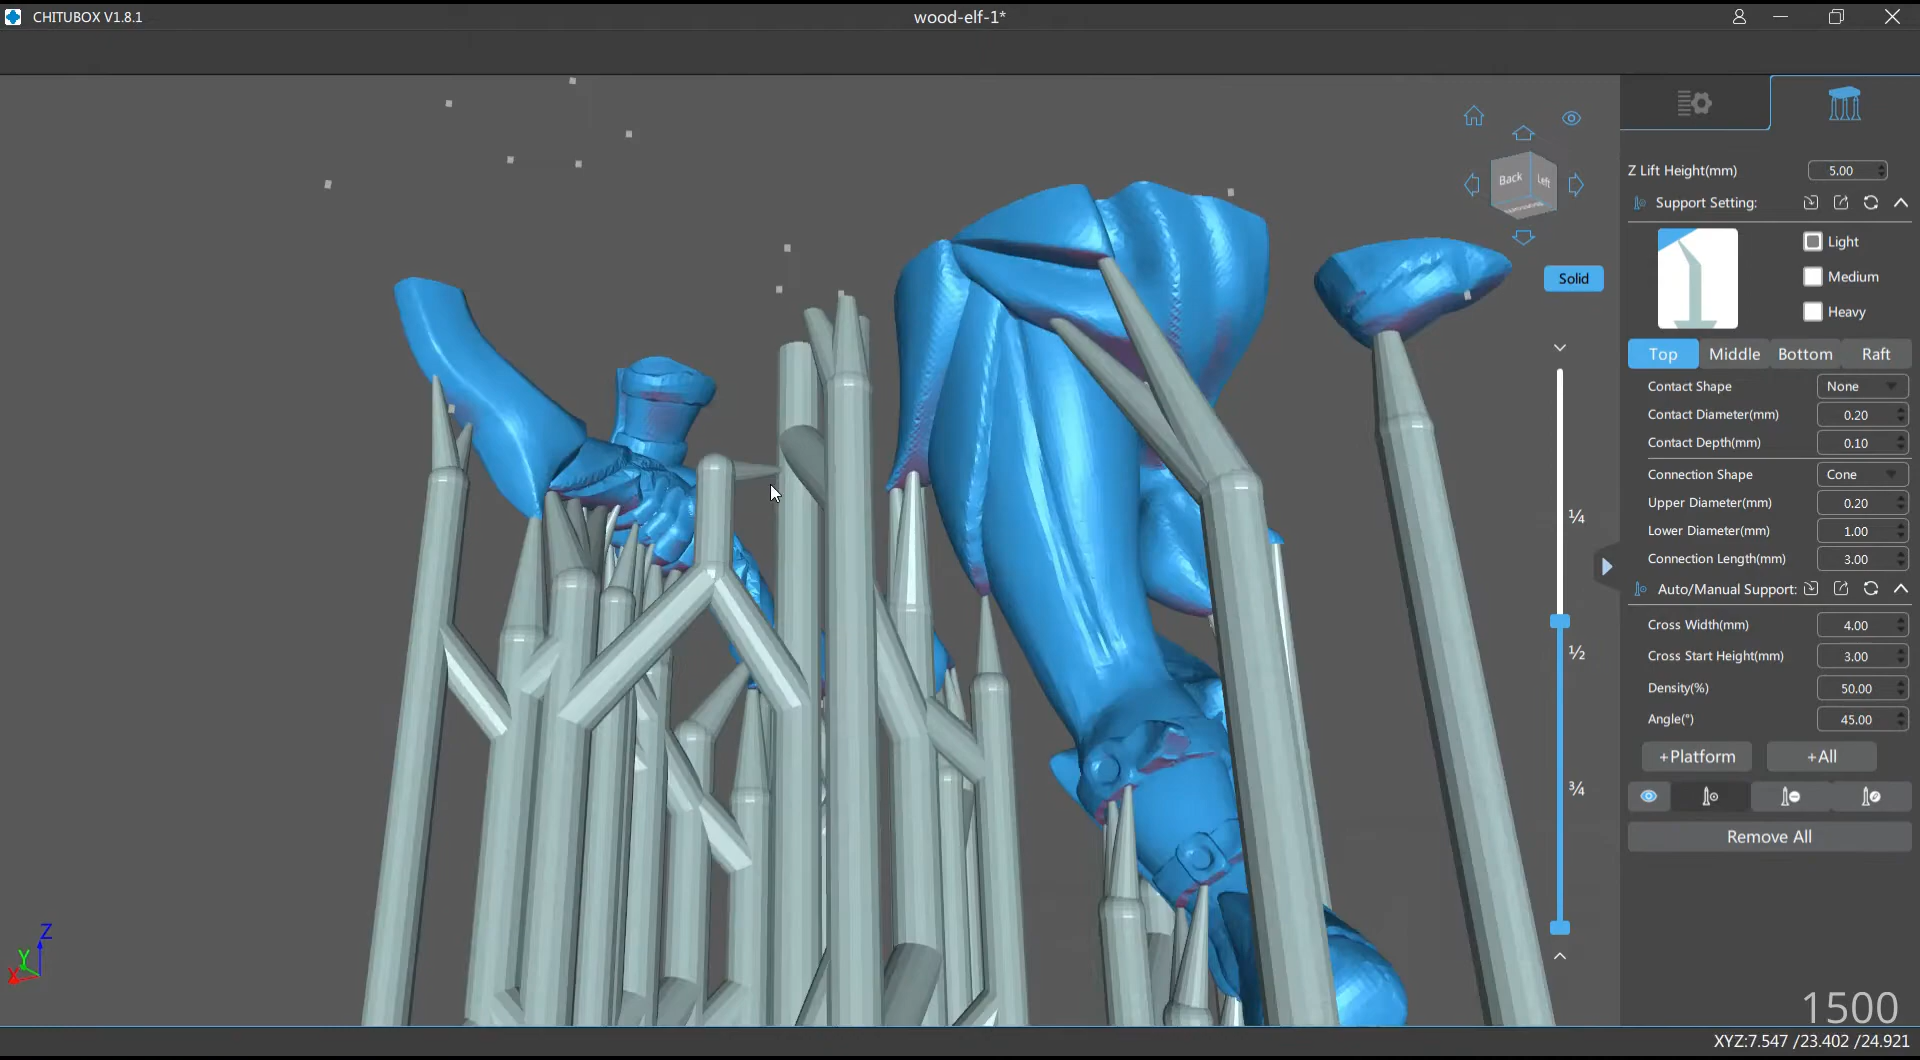 CHITUBOX V1.8.1
wood-elf-1*
Z Lift Height(mm) 5.00
Support Setting:
Light
Medium
Heavy
Back Left
Solid
Top Middle Bottom Raft
Contact Shape None
Contact Diameter(mm) 0.20
Contact Depth(mm) 0.10
Connection Shape Cone
Upper Diameter(mm) 0.20
Lower Diameter(mm) 1.00
Connection Length(mm) 3.00
Auto/Manual Support:
Cross Width(mm) 4.00
Cross Start Height(mm) 3.00
Density(%) 50.00
Angle(°) 45.00
+Platform +All
Remove All
¼
½
¾
Z
Y
X
1500
XYZ:7.547 /23.402 /24.921